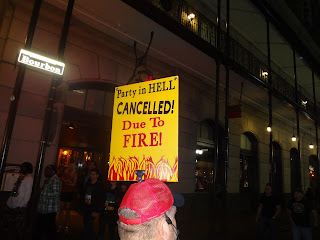 Bourbon
Party in HELL
CANCELLED!
Due To
FIRE!